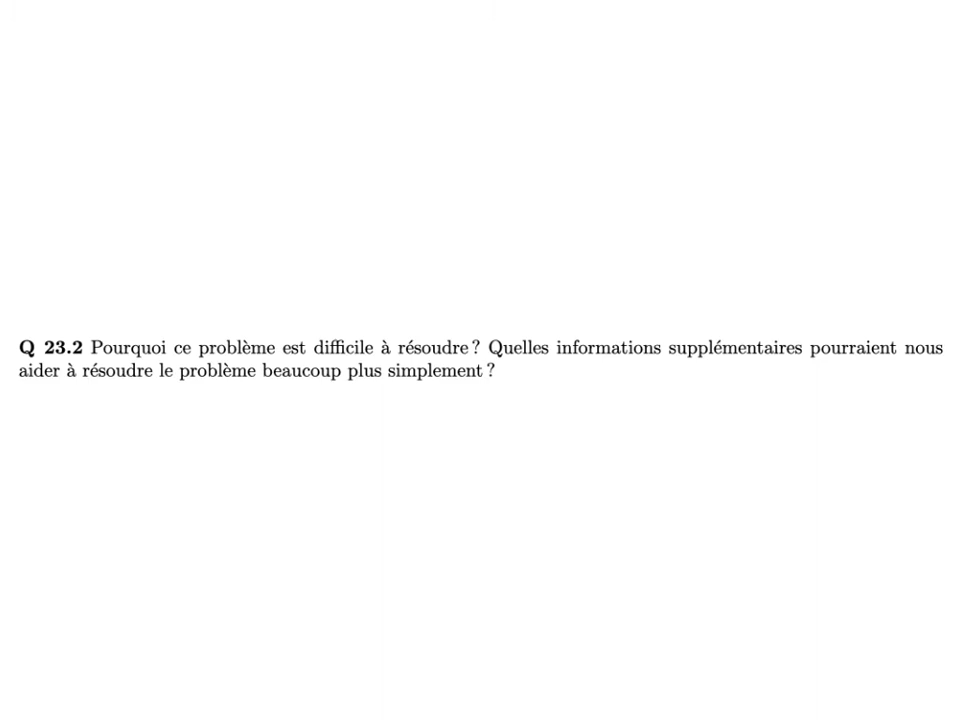 Q 23.2 Pourquoi ce problème est difficile à résoudre ? Quelles informations supplémentaires pourraient nous
aider à résoudre le problème beaucoup plus simplement ?